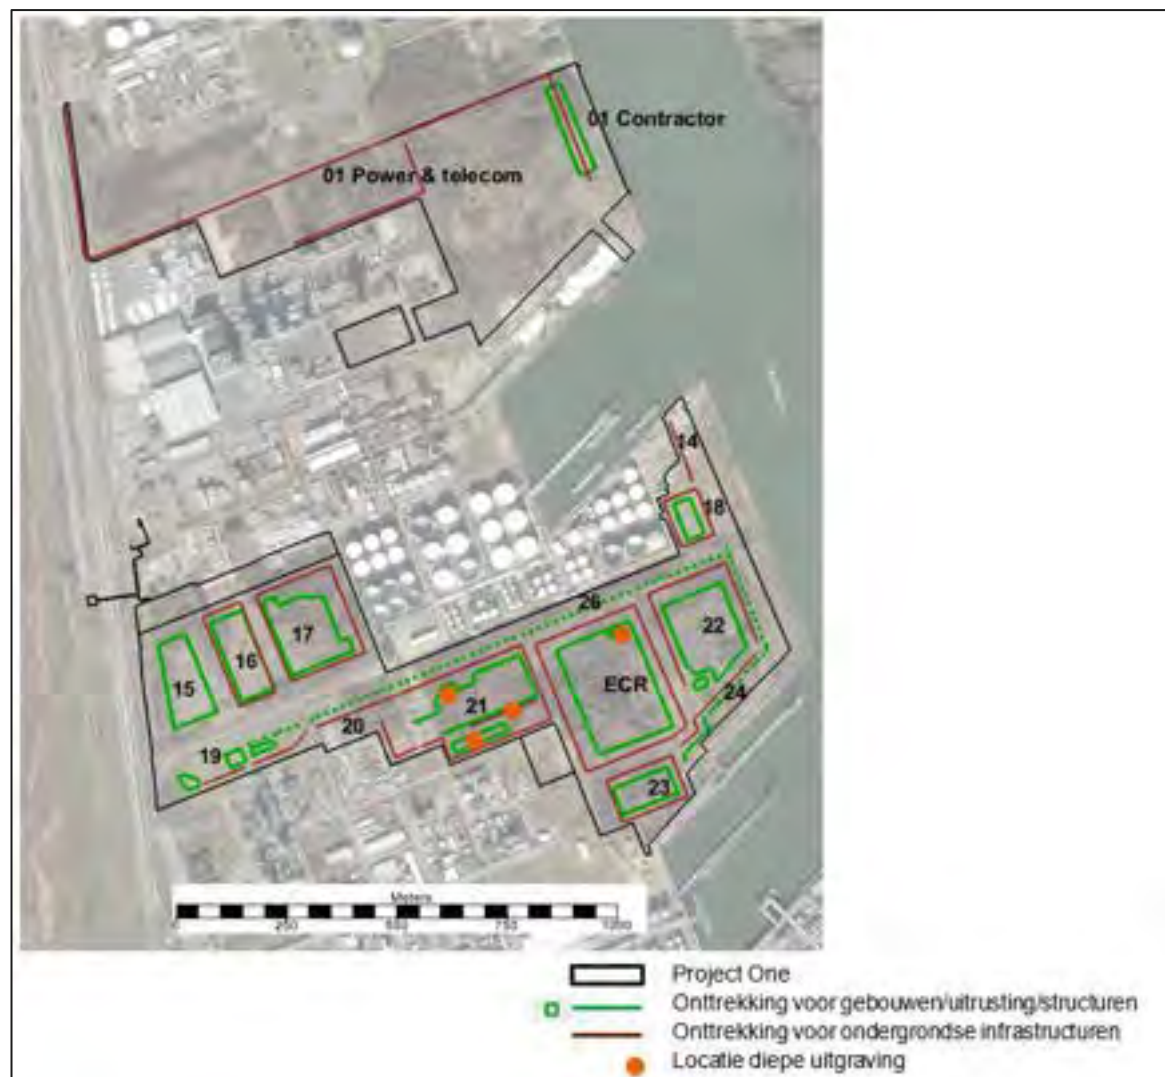 01 Contractor
01 Power & telecom
14
18
26
22
17
16
15
ECR
21
24
20
19
23
Meters
0 250 500 750 1000
Project One
Onttrekking voor gebouwen/uitrusting/structuren
Onttrekking voor ondergrondse infrastructuren
Locatie diepe uitgraving